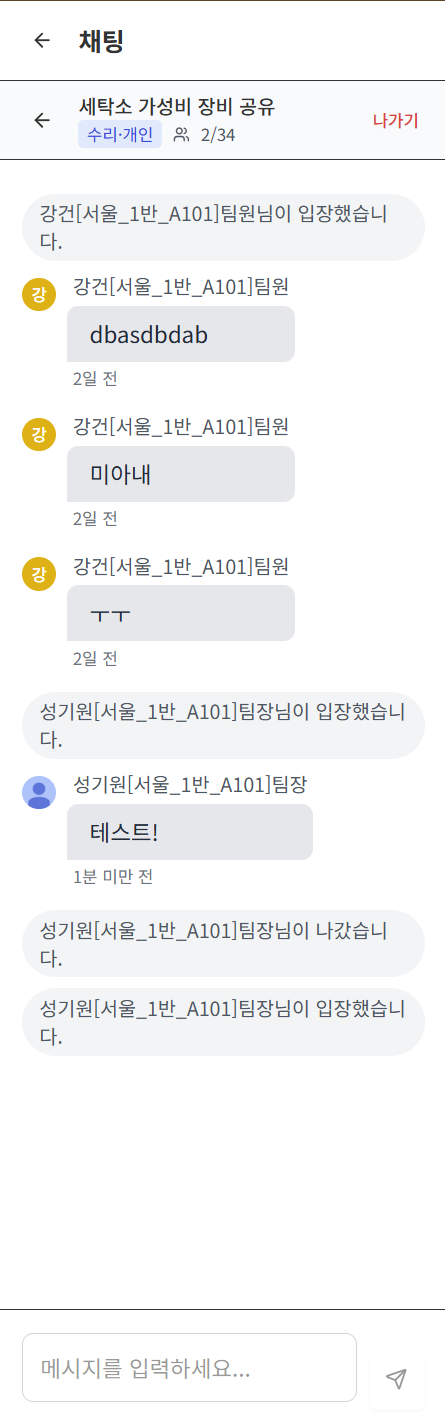 채팅
세탁소 가성비 장비 공유
수리·개인 2/34
나가기
강건[서울_1반_A101]팀원님이 입장했습니
다.
강
강건[서울_1반_A101]팀원
dbasdbdab
2일 전
강
강건[서울_1반_A101]팀원
미아내
2일 전
강
강건[서울_1반_A101]팀원
ㅜㅜ
2일 전
성기원[서울_1반_A101]팀장님이 입장했습니
다.
성기원[서울_1반_A101]팀장
테스트!
1분 미만 전
성기원[서울_1반_A101]팀장님이 나갔습니
다.
성기원[서울_1반_A101]팀장님이 입장했습니
다.
메시지를 입력하세요...